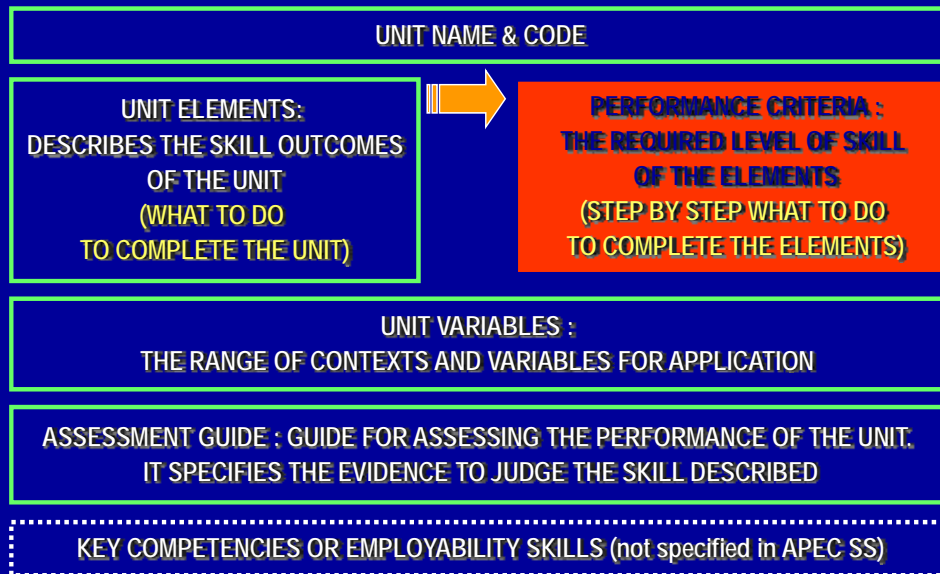 UNIT NAME & CODE
UNIT ELEMENTS:
DESCRIBES THE SKILL OUTCOMES
OF THE UNIT
(WHAT TO DO
TO COMPLETE THE UNIT)
PERFORMANCE CRITERIA :
THE REQUIRED LEVEL OF SKILL
OF THE ELEMENTS
(STEP BY STEP WHAT TO DO
TO COMPLETE THE ELEMENTS)
UNIT VARIABLES :
THE RANGE OF CONTEXTS AND VARIABLES FOR APPLICATION
ASSESSMENT GUIDE : GUIDE FOR ASSESSING THE PERFORMANCE OF THE UNIT.
IT SPECIFIES THE EVIDENCE TO JUDGE THE SKILL DESCRIBED
KEY COMPETENCIES OR EMPLOYABILITY SKILLS (not specified in APEC SS)